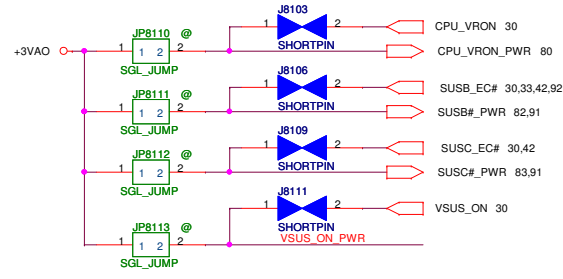 J8103
JP8110 @
1 2 CPU_VRON 30
+3VAO 1 1 2 2 SHORTPIN
CPU_VRON_PWR 80
SGL_JUMP
J8106
JP8111 @
1 2 SUSB_EC# 30,33,42,92
1 1 2 2 SHORTPIN
SUSB#_PWR 82,91
SGL_JUMP
J8109
JP8112 @
1 2 SUSC_EC# 30,42
1 1 2 2 SHORTPIN
SUSC#_PWR 83,91
SGL_JUMP
J8111
1 2 VSUS_ON 30
JP8113 @
SHORTPIN
1 1 2 2 VSUS_ON_PWR
SGL_JUMP